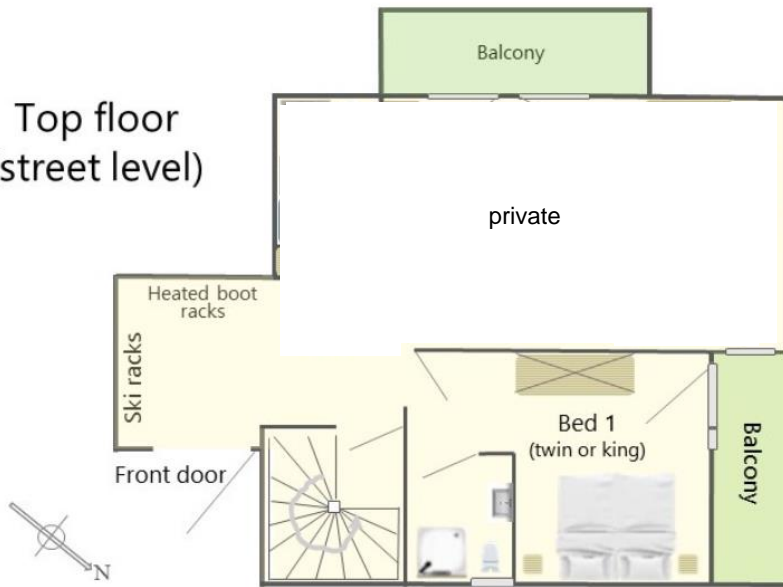 Balcony
Top floor
street level)
private
Heated boot
racks
Ski racks
Bed 1
(twin or king)
Balcony
Front door
N